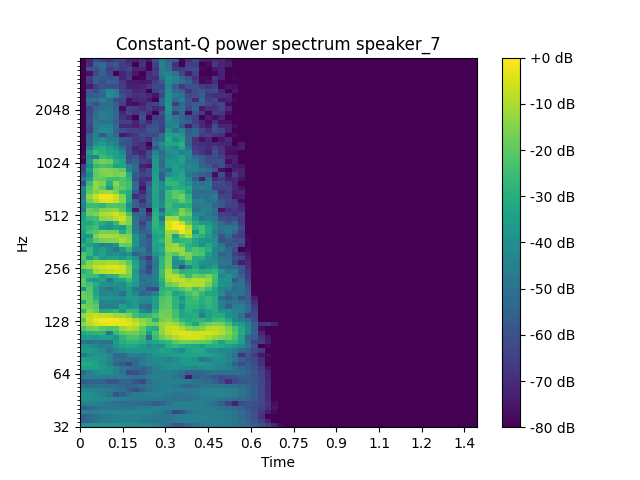 Constant-Q power spectrum speaker_7
Hz
2048
1024
512
256
128
64
32
0 0.15 0.3 0.45 0.6 0.75 0.9 1.1 1.2 1.4
Time
+0 dB
-10 dB
-20 dB
-30 dB
-40 dB
-50 dB
-60 dB
-70 dB
-80 dB